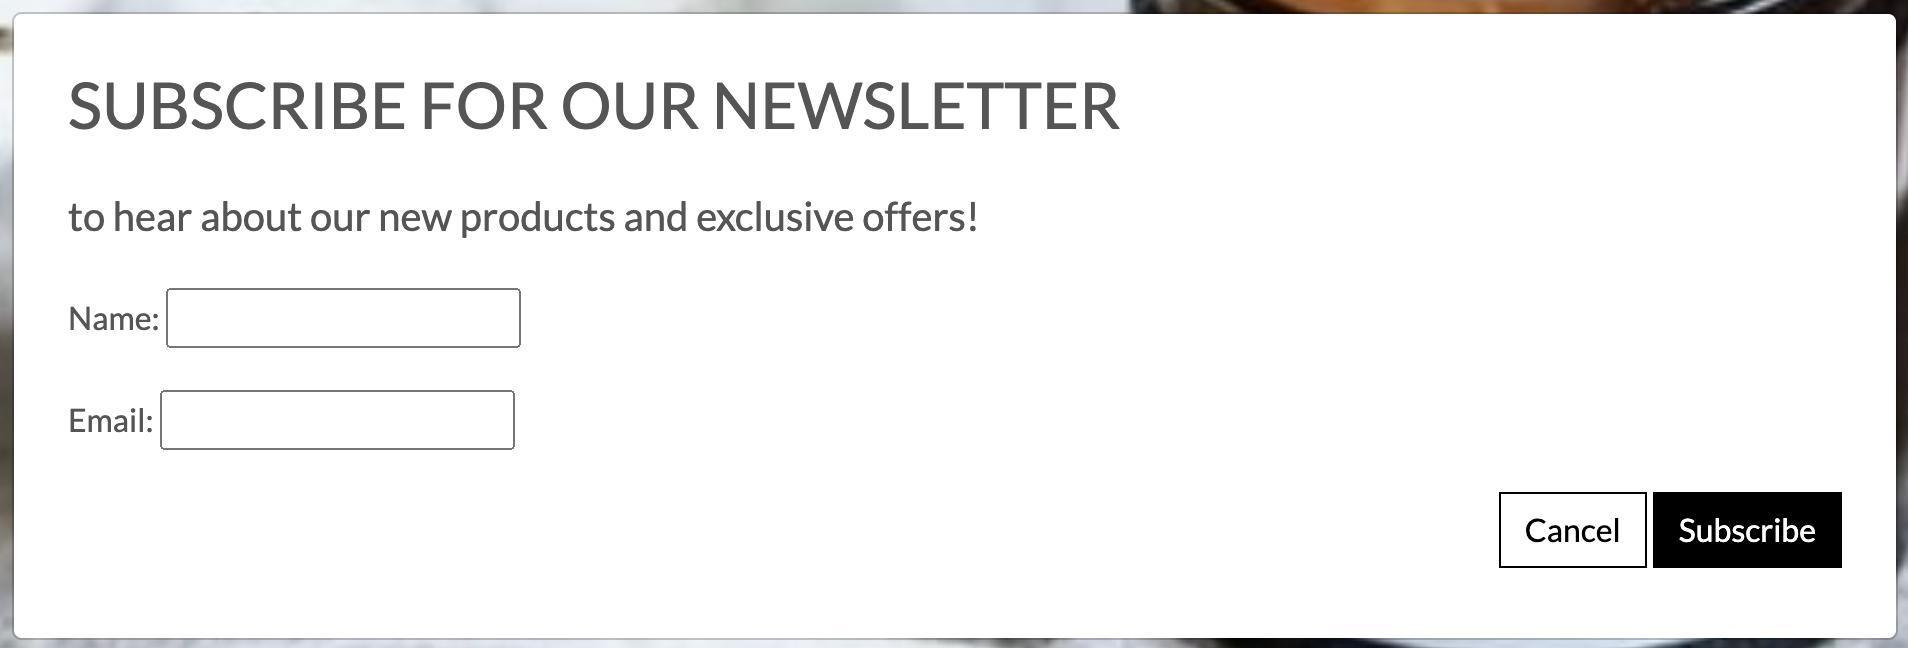 SUBSCRIBE FOR OUR NEWSLETTER
to hear about our new products and exclusive offers!
Name:
Email:
Cancel Subscribe